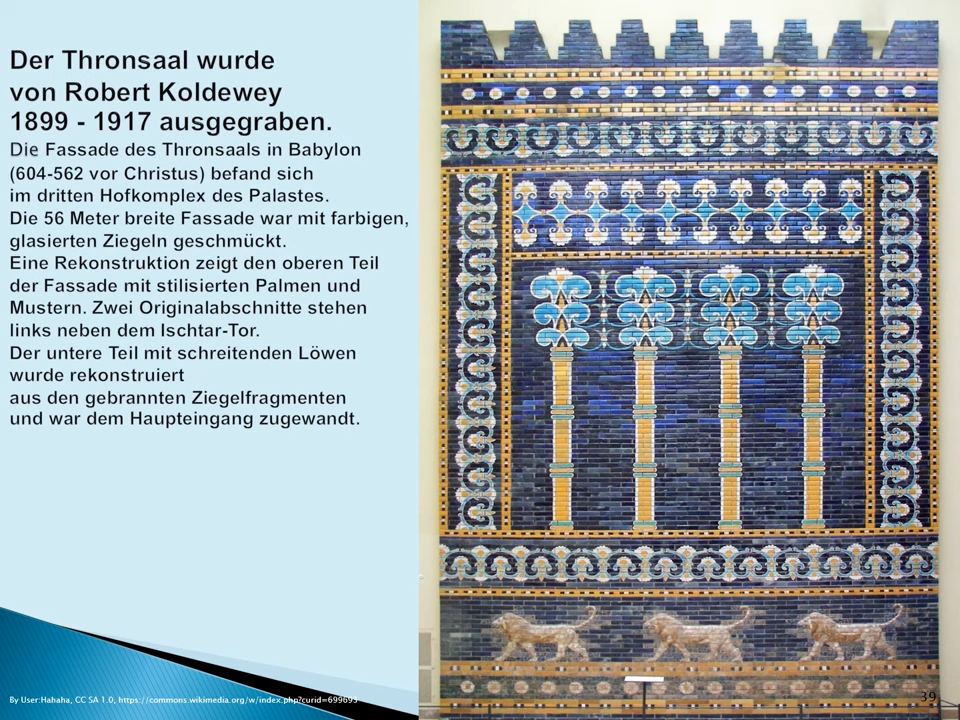 Der Thronsaal wurde
von Robert Koldewey
1899 - 1917 ausgegraben.
Die Fassade des Thronsaals in Babylon
(604-562 vor Christus) befand sich
im dritten Hofkomplex des Palastes.
Die 56 Meter breite Fassade war mit farbigen,
glasierten Ziegeln geschmückt.
Eine Rekonstruktion zeigt den oberen Teil
der Fassade mit stilisierten Palmen und
Mustern. Zwei Originalabschnitte stehen
links neben dem Ischtar-Tor.
Der untere Teil mit schreitenden Löwen
wurde rekonstruiert
aus den gebrannten Ziegelfragmenten
und war dem Haupteingang zugewandt.
By User:Hahaha, CC SA 1.0, https://commons.wikimedia.org/w/index.php?curid=699693
39